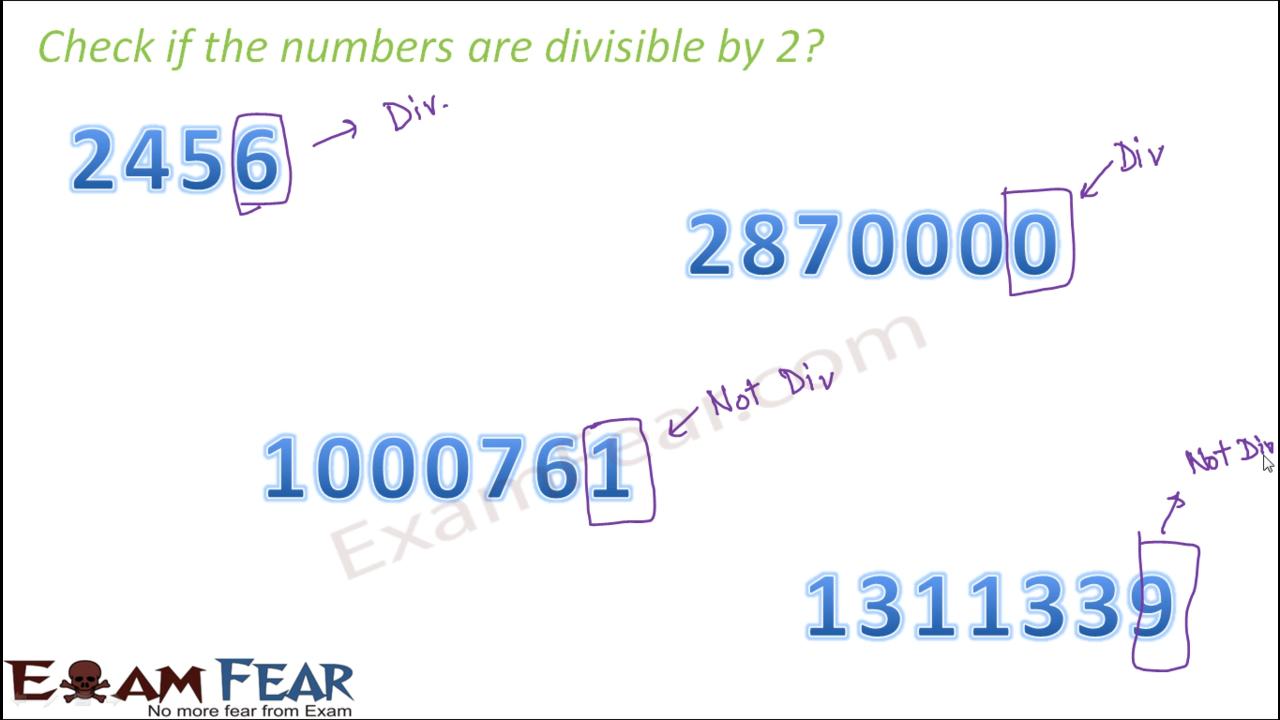 Check if the numbers are divisible by 2?
2456
Div.
Div
2870000
Not Div
1000761
Not Div
1311339
ExamFear.com
EXAM FEAR
No more fear from Exam